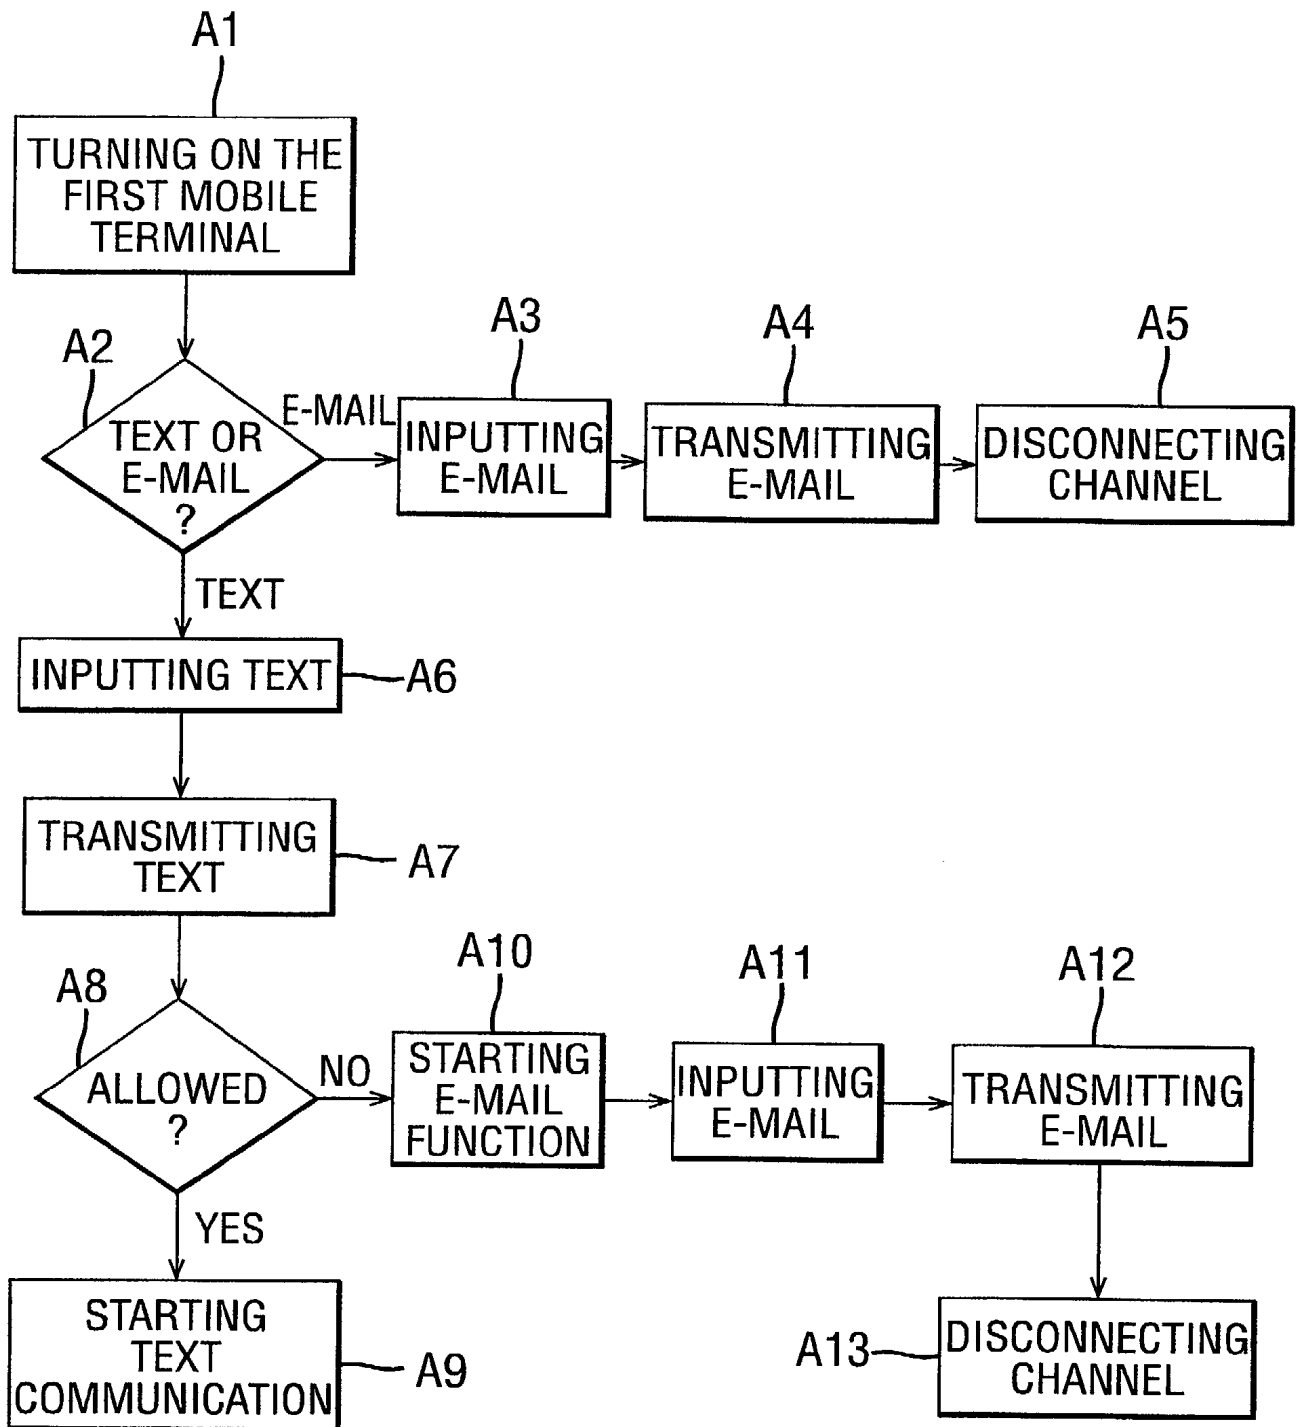 A1
TURNING ON THE
FIRST MOBILE
TERMINAL
A2
TEXT OR
E-MAIL
?
E-MAIL
A3
INPUTTING
E-MAIL
A4
TRANSMITTING
E-MAIL
A5
DISCONNECTING
CHANNEL
TEXT
INPUTTING TEXT
A6
TRANSMITTING
TEXT
A7
A8
ALLOWED
?
NO
A10
STARTING
E-MAIL
FUNCTION
A11
INPUTTING
E-MAIL
A12
TRANSMITTING
E-MAIL
YES
STARTING
TEXT
COMMUNICATION
A9
A13
DISCONNECTING
CHANNEL